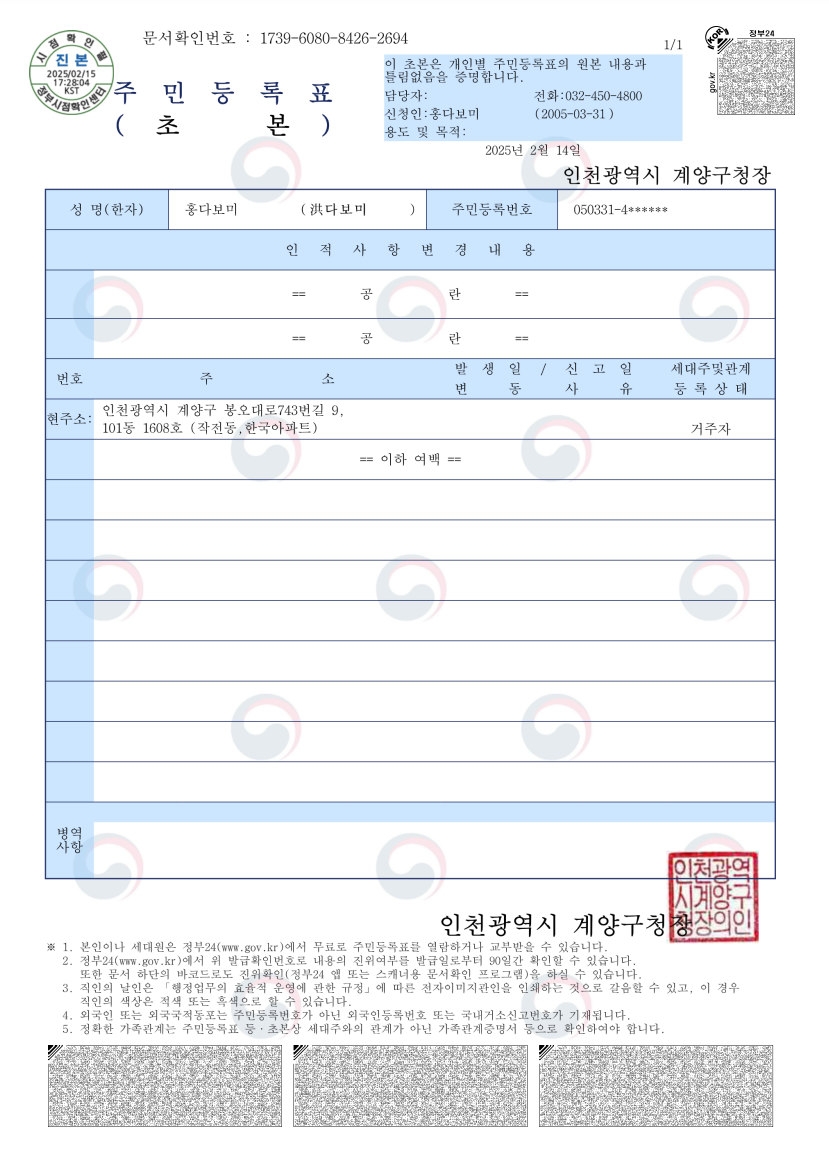 문서확인번호 : 1739-6080-8426-2694
1/1
정부24
KOR
gov.kr
시점확인필
진본
2025/02/15
17:28:04
KST
정부시점확인센터
주 민 등 록 표
( 초 본 )
이 초본은 개인별 주민등록표의 원본 내용과
틀림없음을 증명합니다.
담당자: 전화:032-450-4800
신청인:홍다보미 (2005-03-31)
용도 및 목적:
2025년 2월 14일
인천광역시 계양구청장
성 명(한자) 홍다보미 (洪다보미 ) 주민등록번호 050331-4******
인 적 사 항 변 경 내 용
== 공 란 ==
== 공 란 ==
번호 주 소 발 생 일 / 신 고 일 세대주및관계
변 동 사 유 등 록 상 태
현주소: 인천광역시 계양구 봉오대로743번길 9,
101동 1608호 (작전동,한국아파트) 거주자
== 이하 여백 ==
병역
사항
인천광역시 계양구청장
인천광역
시계양구
청장의인
※ 1. 본인이나 세대원은 정부24(www.gov.kr)에서 무료로 주민등록표를 열람하거나 교부받을 수 있습니다.
2. 정부24(www.gov.kr)에서 위 발급확인번호로 내용의 진위여부를 발급일로부터 90일간 확인할 수 있습니다.
또한 문서 하단의 바코드로도 진위확인(정부24 앱 또는 스캐너용 문서확인 프로그램)을 하실 수 있습니다.
3. 직인의 날인은 「행정업무의 효율적 운영에 관한 규정」에 따른 전자이미지관인을 인쇄하는 것으로 갈음할 수 있고, 이 경우
직인의 색상은 적색 또는 흑색으로 할 수 있습니다.
4. 외국인 또는 외국국적동포는 주민등록번호가 아닌 외국인등록번호 또는 국내거소신고번호가 기재됩니다.
5. 정확한 가족관계는 주민등록표 등·초본상 세대주와의 관계가 아닌 가족관계증명서 등으로 확인하여야 합니다.